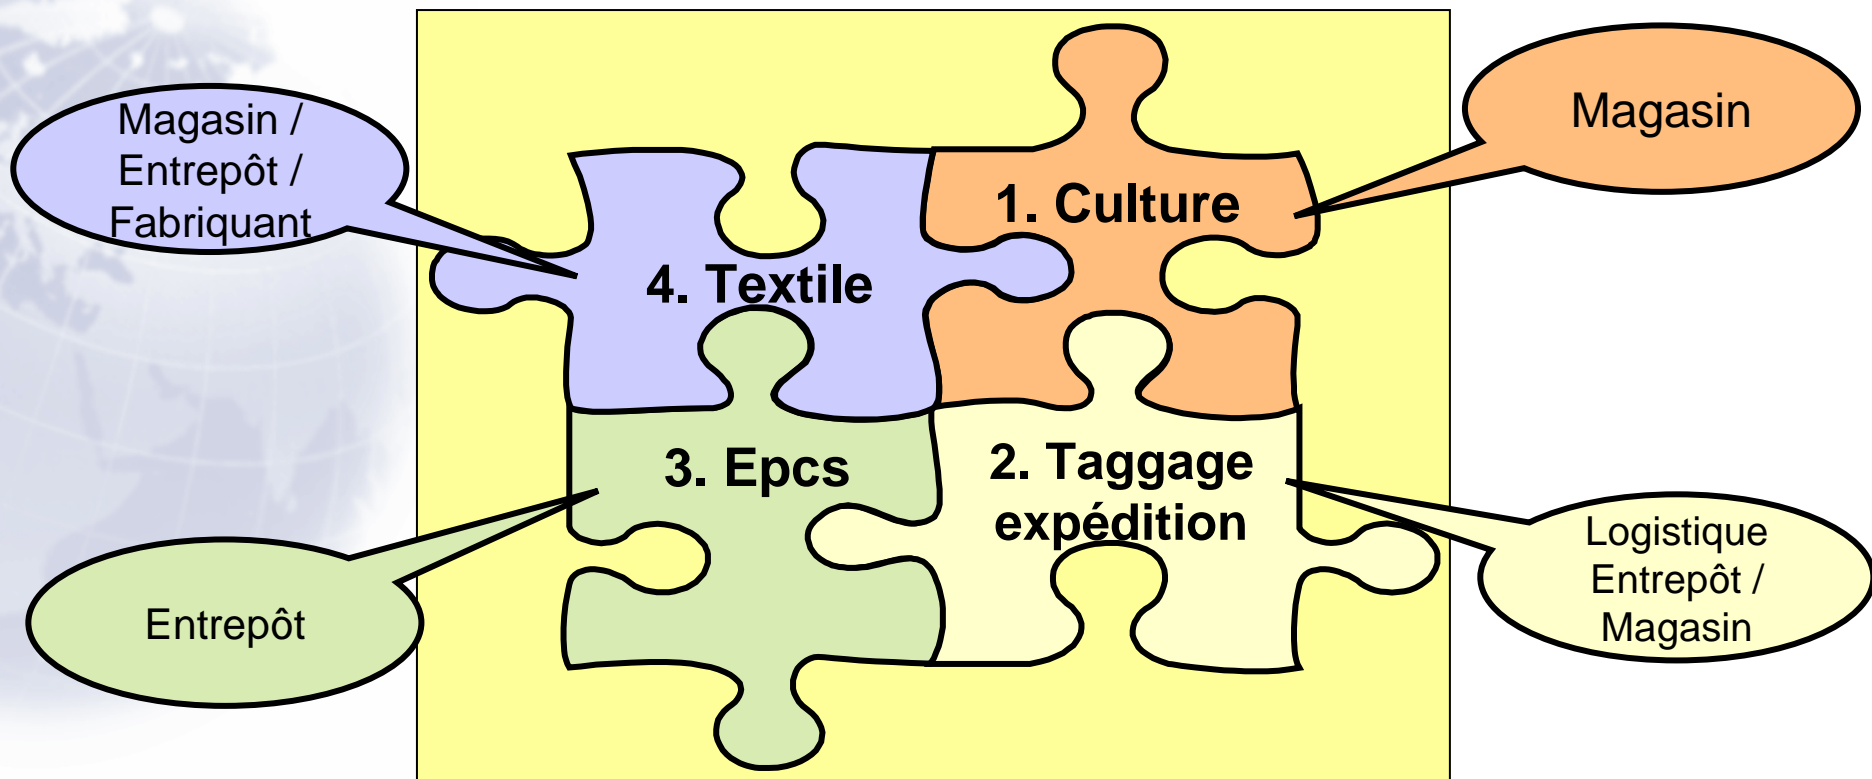 Magasin /
Entrepôt /
Fabriquant
Magasin
1. Culture
4. Textile
3. Epcs
2. Taggage
expédition
Entrepôt
Logistique
Entrepôt /
Magasin